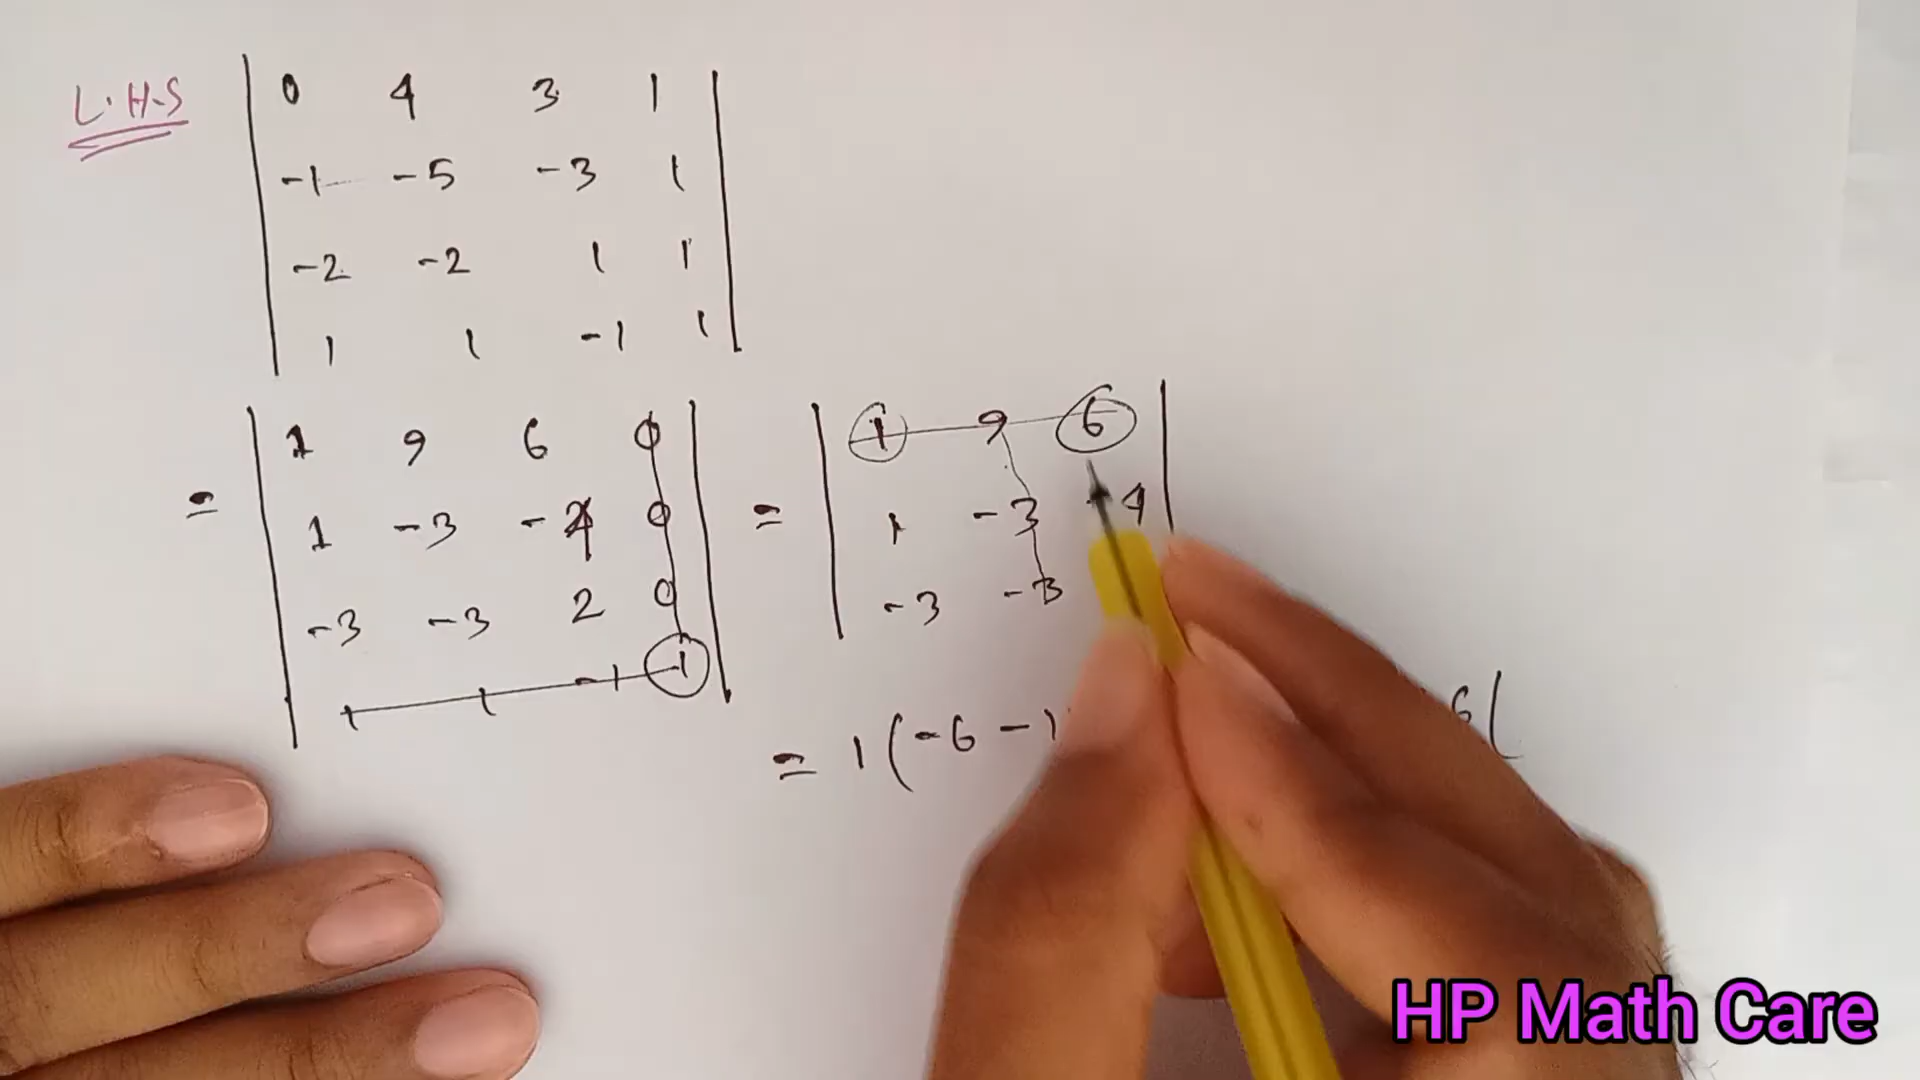 L.H.S
0 4 3 1
-1 -5 -3 1
-2 -2 1 1
1 1 -1 1
= 1 9 6 0
1 -3 -4 0
-3 -3 2 0
1 1 -1 1
= 1 9 6
1 -3 -4
-3 -3
= 1(-6-1 6(
HP Math Care